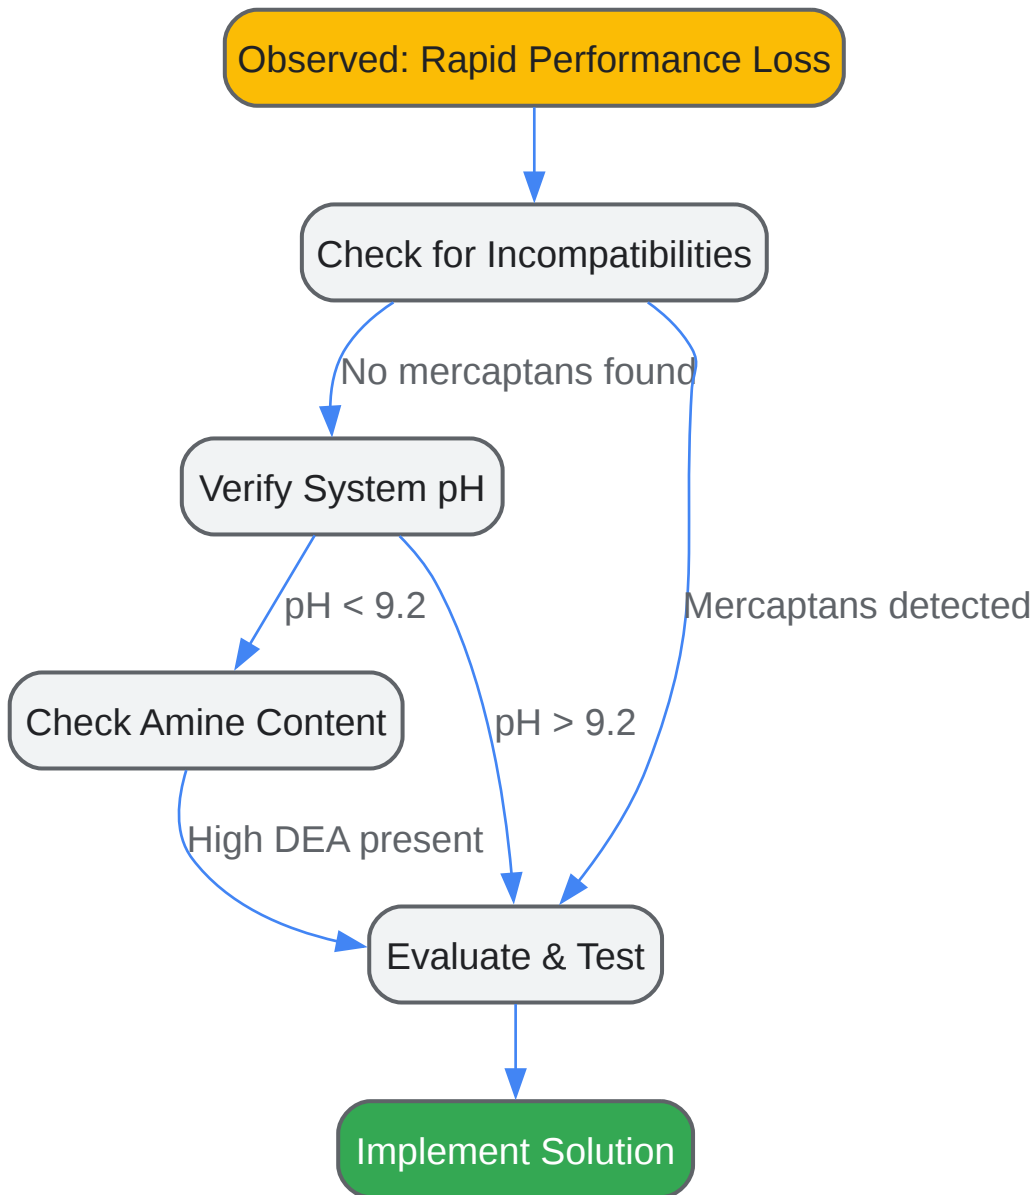 Observed: Rapid Performance Loss
Check for Incompatibilities
No mercaptans found
Verify System pH
pH < 9.2
Mercaptans detected
Check Amine Content
pH > 9.2
High DEA present
Evaluate & Test
Implement Solution